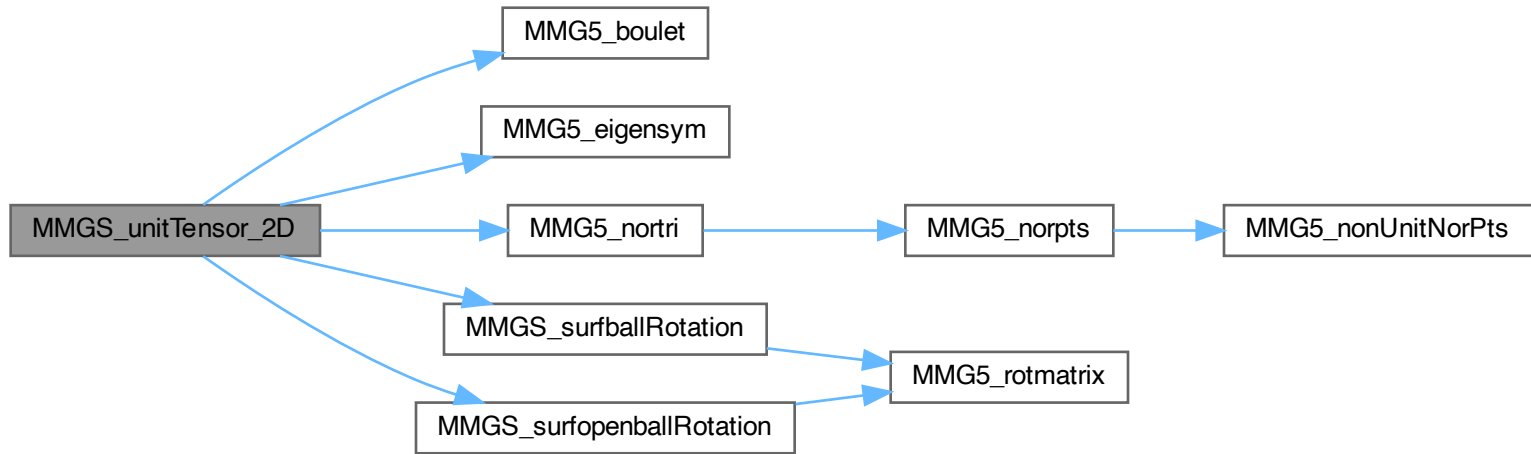 MMG5_boulet
MMG5_eigensym
MMGS_unitTensor_2D
MMG5_nortri
MMG5_norpts
MMG5_nonUnitNorPts
MMGS_surfballRotation
MMG5_rotmatrix
MMGS_surfopenballRotation